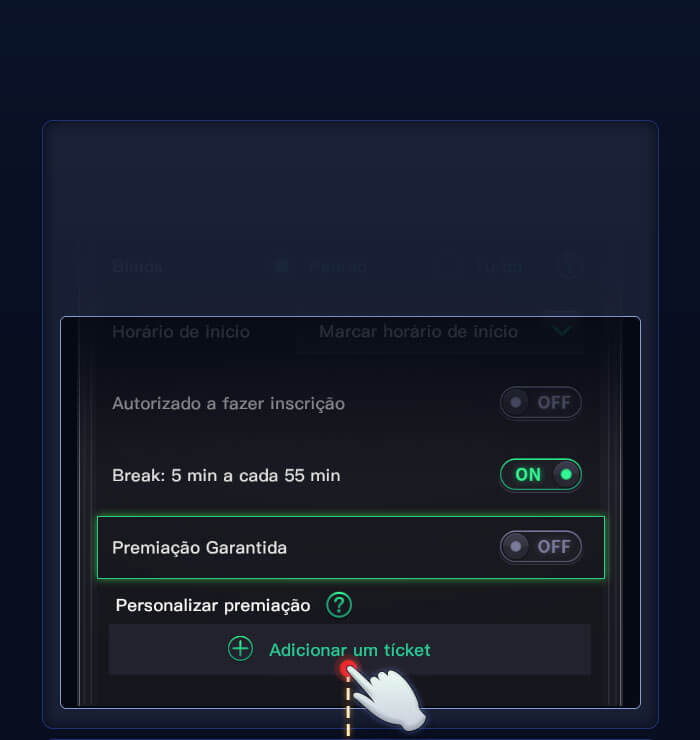 Blinds Padrão Turbo
Horário de início Marcar horário de início
Autorizado a fazer inscrição OFF
Break: 5 min a cada 55 min ON
Premiação Garantida OFF
Personalizar premiação ?
Adicionar um tícket